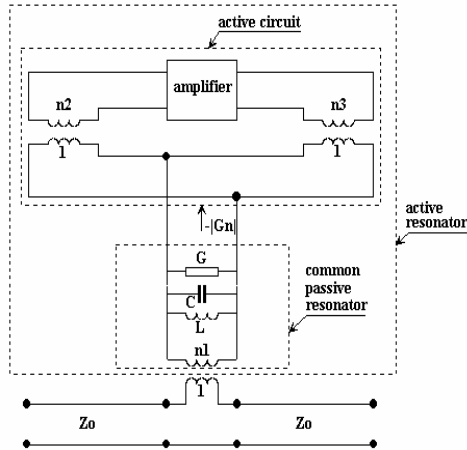 active circuit
amplifier
n2
n3
1
1
active
resonator
-|Gn|
G
common
passive
resonator
C
L
n1
1
Zo
Zo